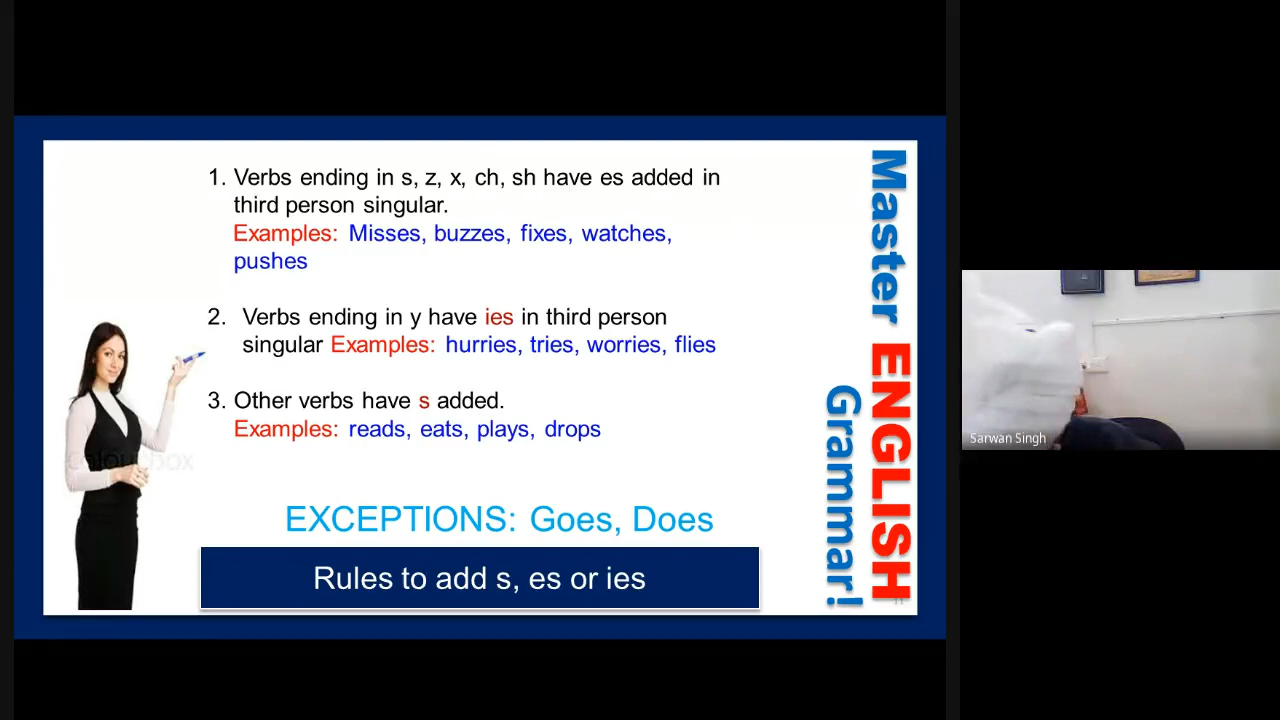 1. Verbs ending in s, z, x, ch, sh have es added in
third person singular.
Examples: Misses, buzzes, fixes, watches,
pushes
2. Verbs ending in y have ies in third person
singular Examples: hurries, tries, worries, flies
3. Other verbs have s added.
Examples: reads, eats, plays, drops
EXCEPTIONS: Goes, Does
Rules to add s, es or ies
Master ENGLISH
Grammar!
colourbox
11
Sarwan Singh